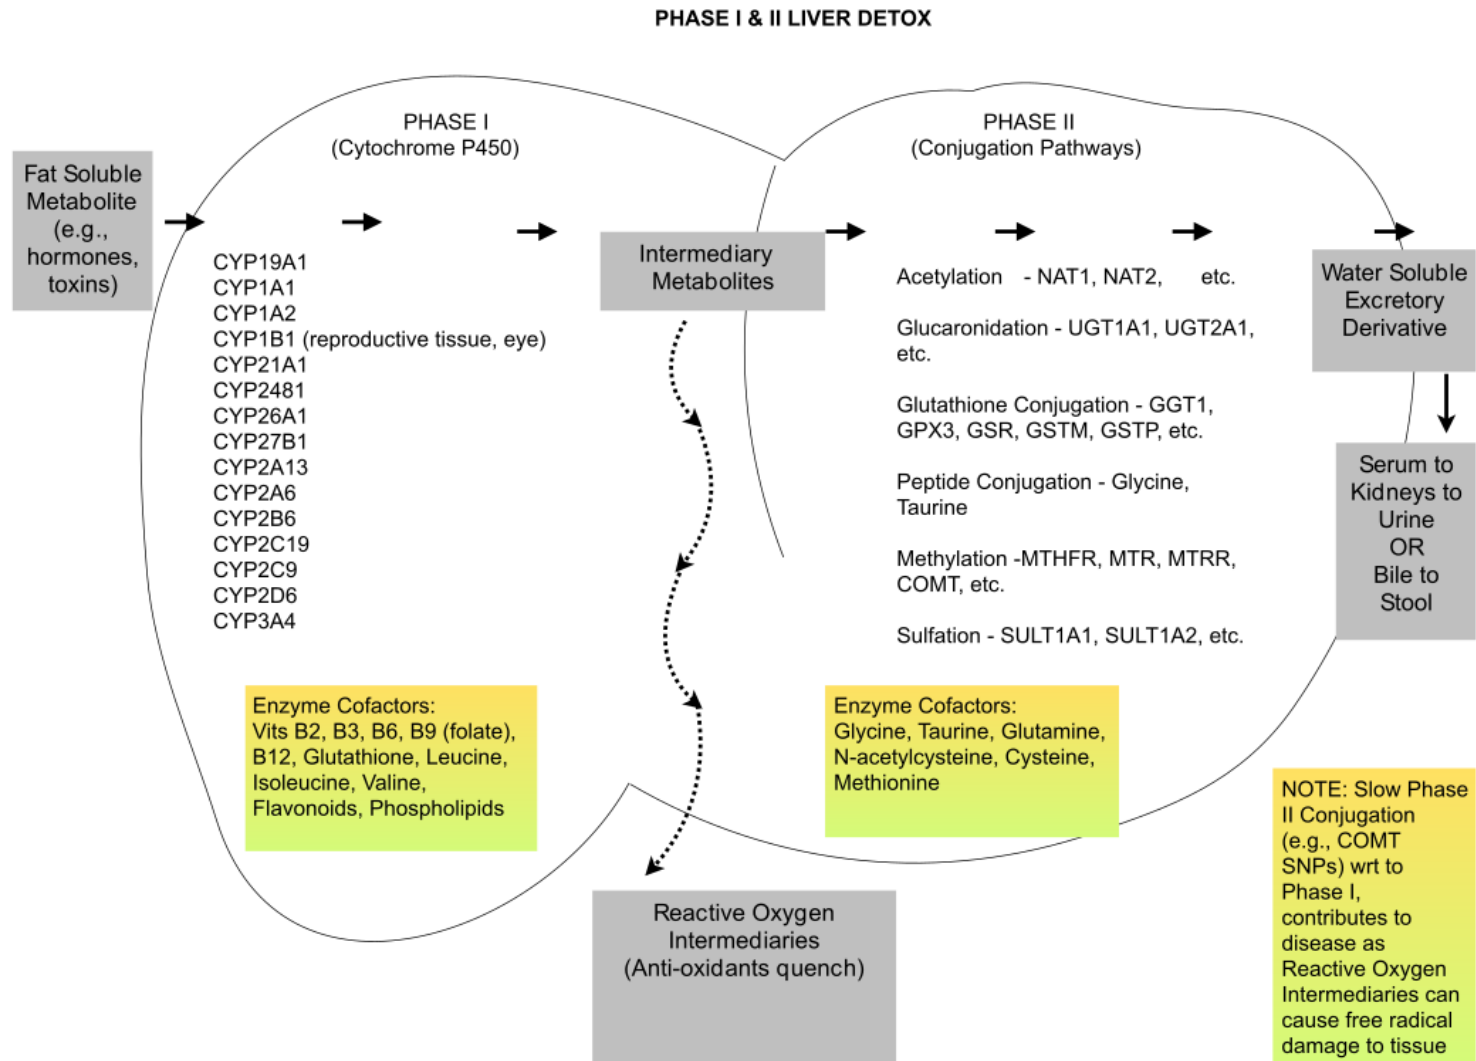 PHASE I & II LIVER DETOX
Fat Soluble
Metabolite
(e.g.,
hormones,
toxins)
PHASE I
(Cytochrome P450)
CYP19A1
CYP1A1
CYP1A2
CYP1B1 (reproductive tissue, eye)
CYP21A1
CYP2481
CYP26A1
CYP27B1
CYP2A13
CYP2A6
CYP2B6
CYP2C19
CYP2C9
CYP2D6
CYP3A4
Enzyme Cofactors:
Vits B2, B3, B6, B9 (folate),
B12, Glutathione, Leucine,
Isoleucine, Valine,
Flavonoids, Phospholipids
Intermediary
Metabolites
Reactive Oxygen
Intermediaries
(Anti-oxidants quench)
PHASE II
(Conjugation Pathways)
Acetylation - NAT1, NAT2, etc.
Glucaronidation - UGT1A1, UGT2A1,
etc.
Glutathione Conjugation - GGT1,
GPX3, GSR, GSTM, GSTP, etc.
Peptide Conjugation - Glycine,
Taurine
Methylation -MTHFR, MTR, MTRR,
COMT, etc.
Sulfation - SULT1A1, SULT1A2, etc.
Enzyme Cofactors:
Glycine, Taurine, Glutamine,
N-acetylcysteine, Cysteine,
Methionine
Water Soluble
Excretory
Derivative
Serum to
Kidneys to
Urine
OR
Bile to
Stool
NOTE: Slow Phase
II Conjugation
(e.g., COMT
SNPs) wrt to
Phase I,
contributes to
disease as
Reactive Oxygen
Intermediaries can
cause free radical
damage to tissue